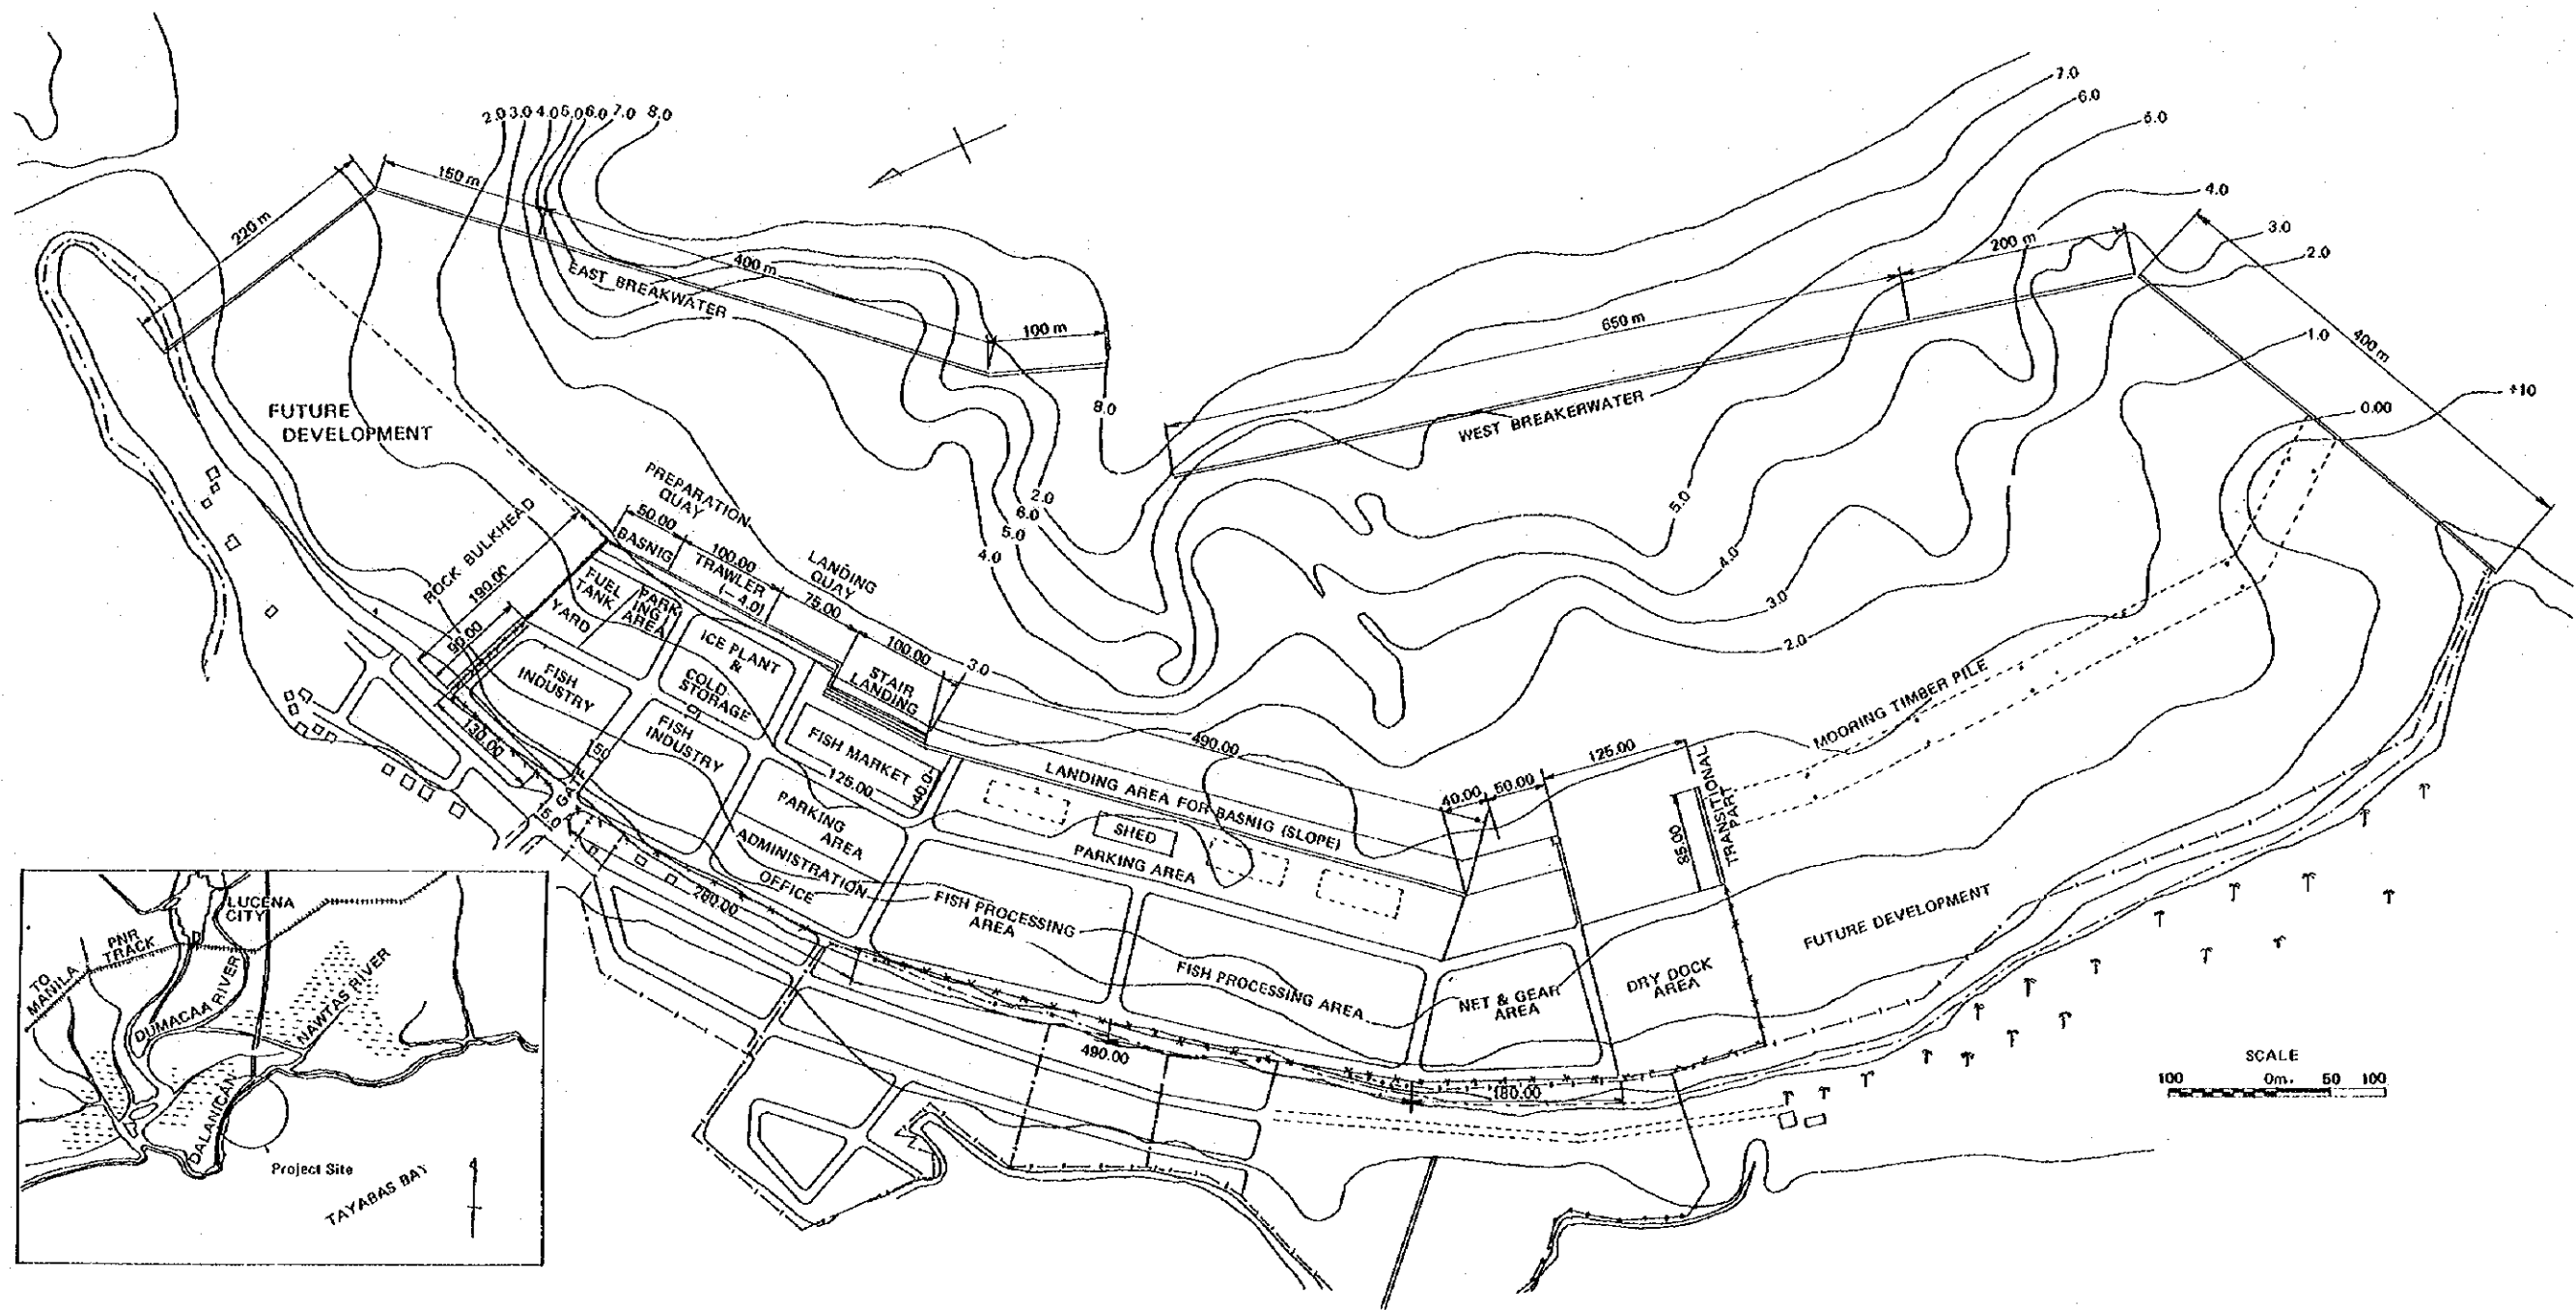 2.0 3.0 4.0 5.0 6.0 7.0 8.0
7.0
6.0
5.0
4.0
3.0
2.0
1.0
+10
0.00
220 m
150 m
400 m
EAST BREAKWATER
100 m
8.0
650 m
200 m
400 m
WEST BREAKERWATER
FUTURE
DEVELOPMENT
PREPARATION
QUAY
LANDING
QUAY
ROCK BULKHEAD
190.00
50.00
50.00
BASNIG
100.00
TRAWLER
(− 4.0)
75.00
100.00
3.0
2.0
6.0
5.0
4.0
5.0
4.0
3.0
2.0
FUEL
TANK
PARK
ING
AREA
YARD
ICE PLANT
&
COLD
STORAGE
STAIR
LANDING
FISH
INDUSTRY
FISH
INDUSTRY
FISH MARKET
125.00
40.0
130.00
150
GATE
15.0
PARKING
AREA
ADMINISTRATION
OFFICE
280.00
490.00
LANDING AREA FOR BASNIG (SLOPE)
SHED
PARKING AREA
40.00
50.00
125.00
TRANSITIONAL
PART
85.00
MOORING TIMBER PILE
FISH PROCESSING
AREA
FISH PROCESSING AREA
NET & GEAR
AREA
DRY DOCK
AREA
FUTURE DEVELOPMENT
490.00
180.00
SCALE
100 0m. 50 100
LUCENA
CITY
PNR
TRACK
TO
MANILA
DUMACAA RIVER
NAWTAS RIVER
DALANICAN
Project Site
TAYABAS BAY